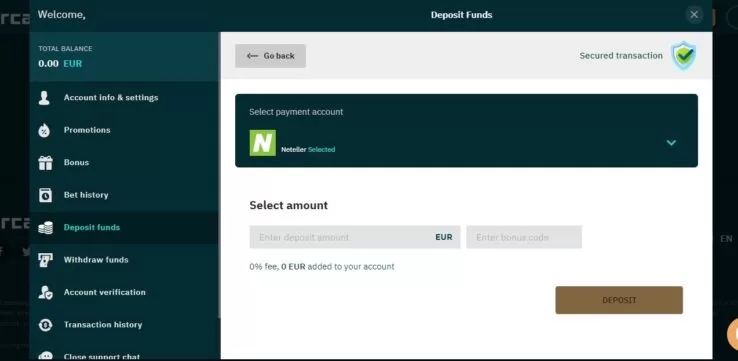 Welcome,
Deposit Funds
TOTAL BALANCE
0.00 EUR
Account info & settings
Promotions
Bonus
Bet history
Deposit funds
Withdraw funds
Account verification
Transaction history
Close support chat
Go back
Secured transaction
Select payment account
N
Neteller Selected
Select amount
Enter deposit amount EUR
Enter bonus code
0% fee, 0 EUR added to your account
DEPOSIT
EN